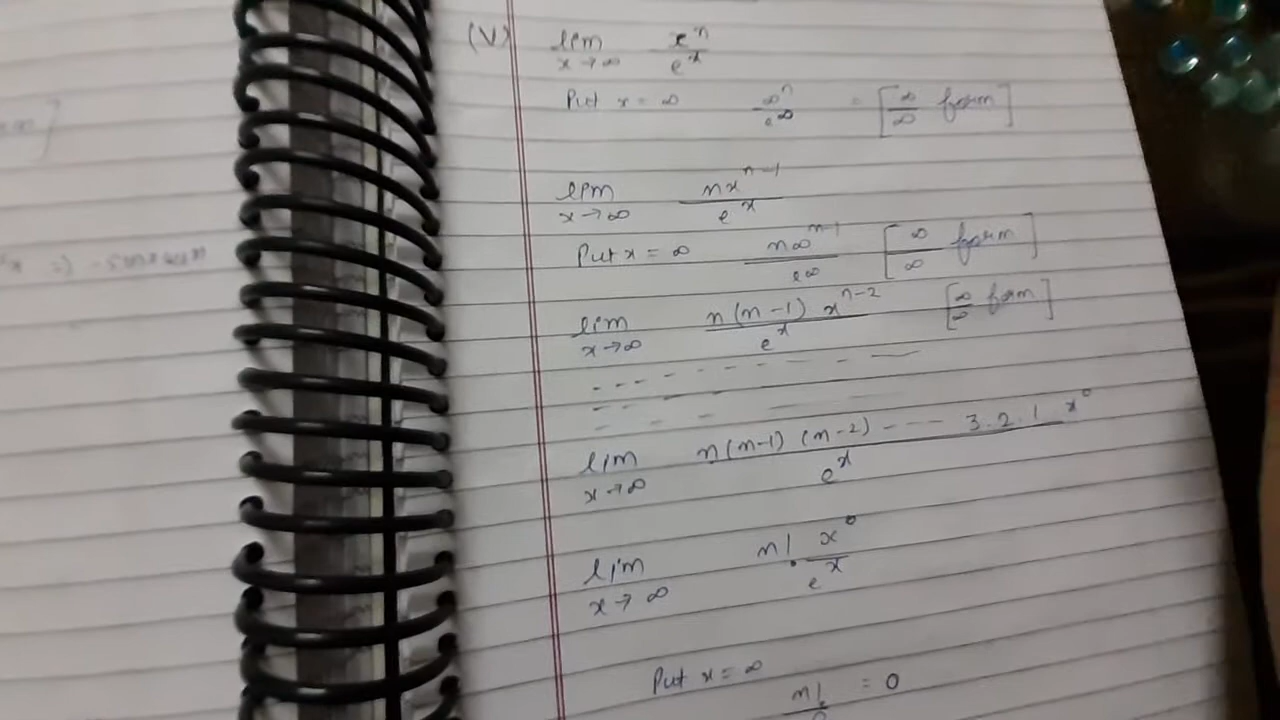 (V) lim x→∞ x^n / e^x
Put x = ∞ ∞^n / e^∞ = [∞/∞ form]
lim x→∞ nx^(n-1) / e^x
Put x = ∞ n∞^(n-1) / e∞ [∞/∞ form]
lim x→∞ n(n-1) x^(n-2) / e^x [∞/∞ form]
lim x→∞ n(n-1) (n-2) ---- 3.2.1 x^0 / e^x
lim x→∞ n! . x^0 / e^x
Put x = ∞
n! / = 0